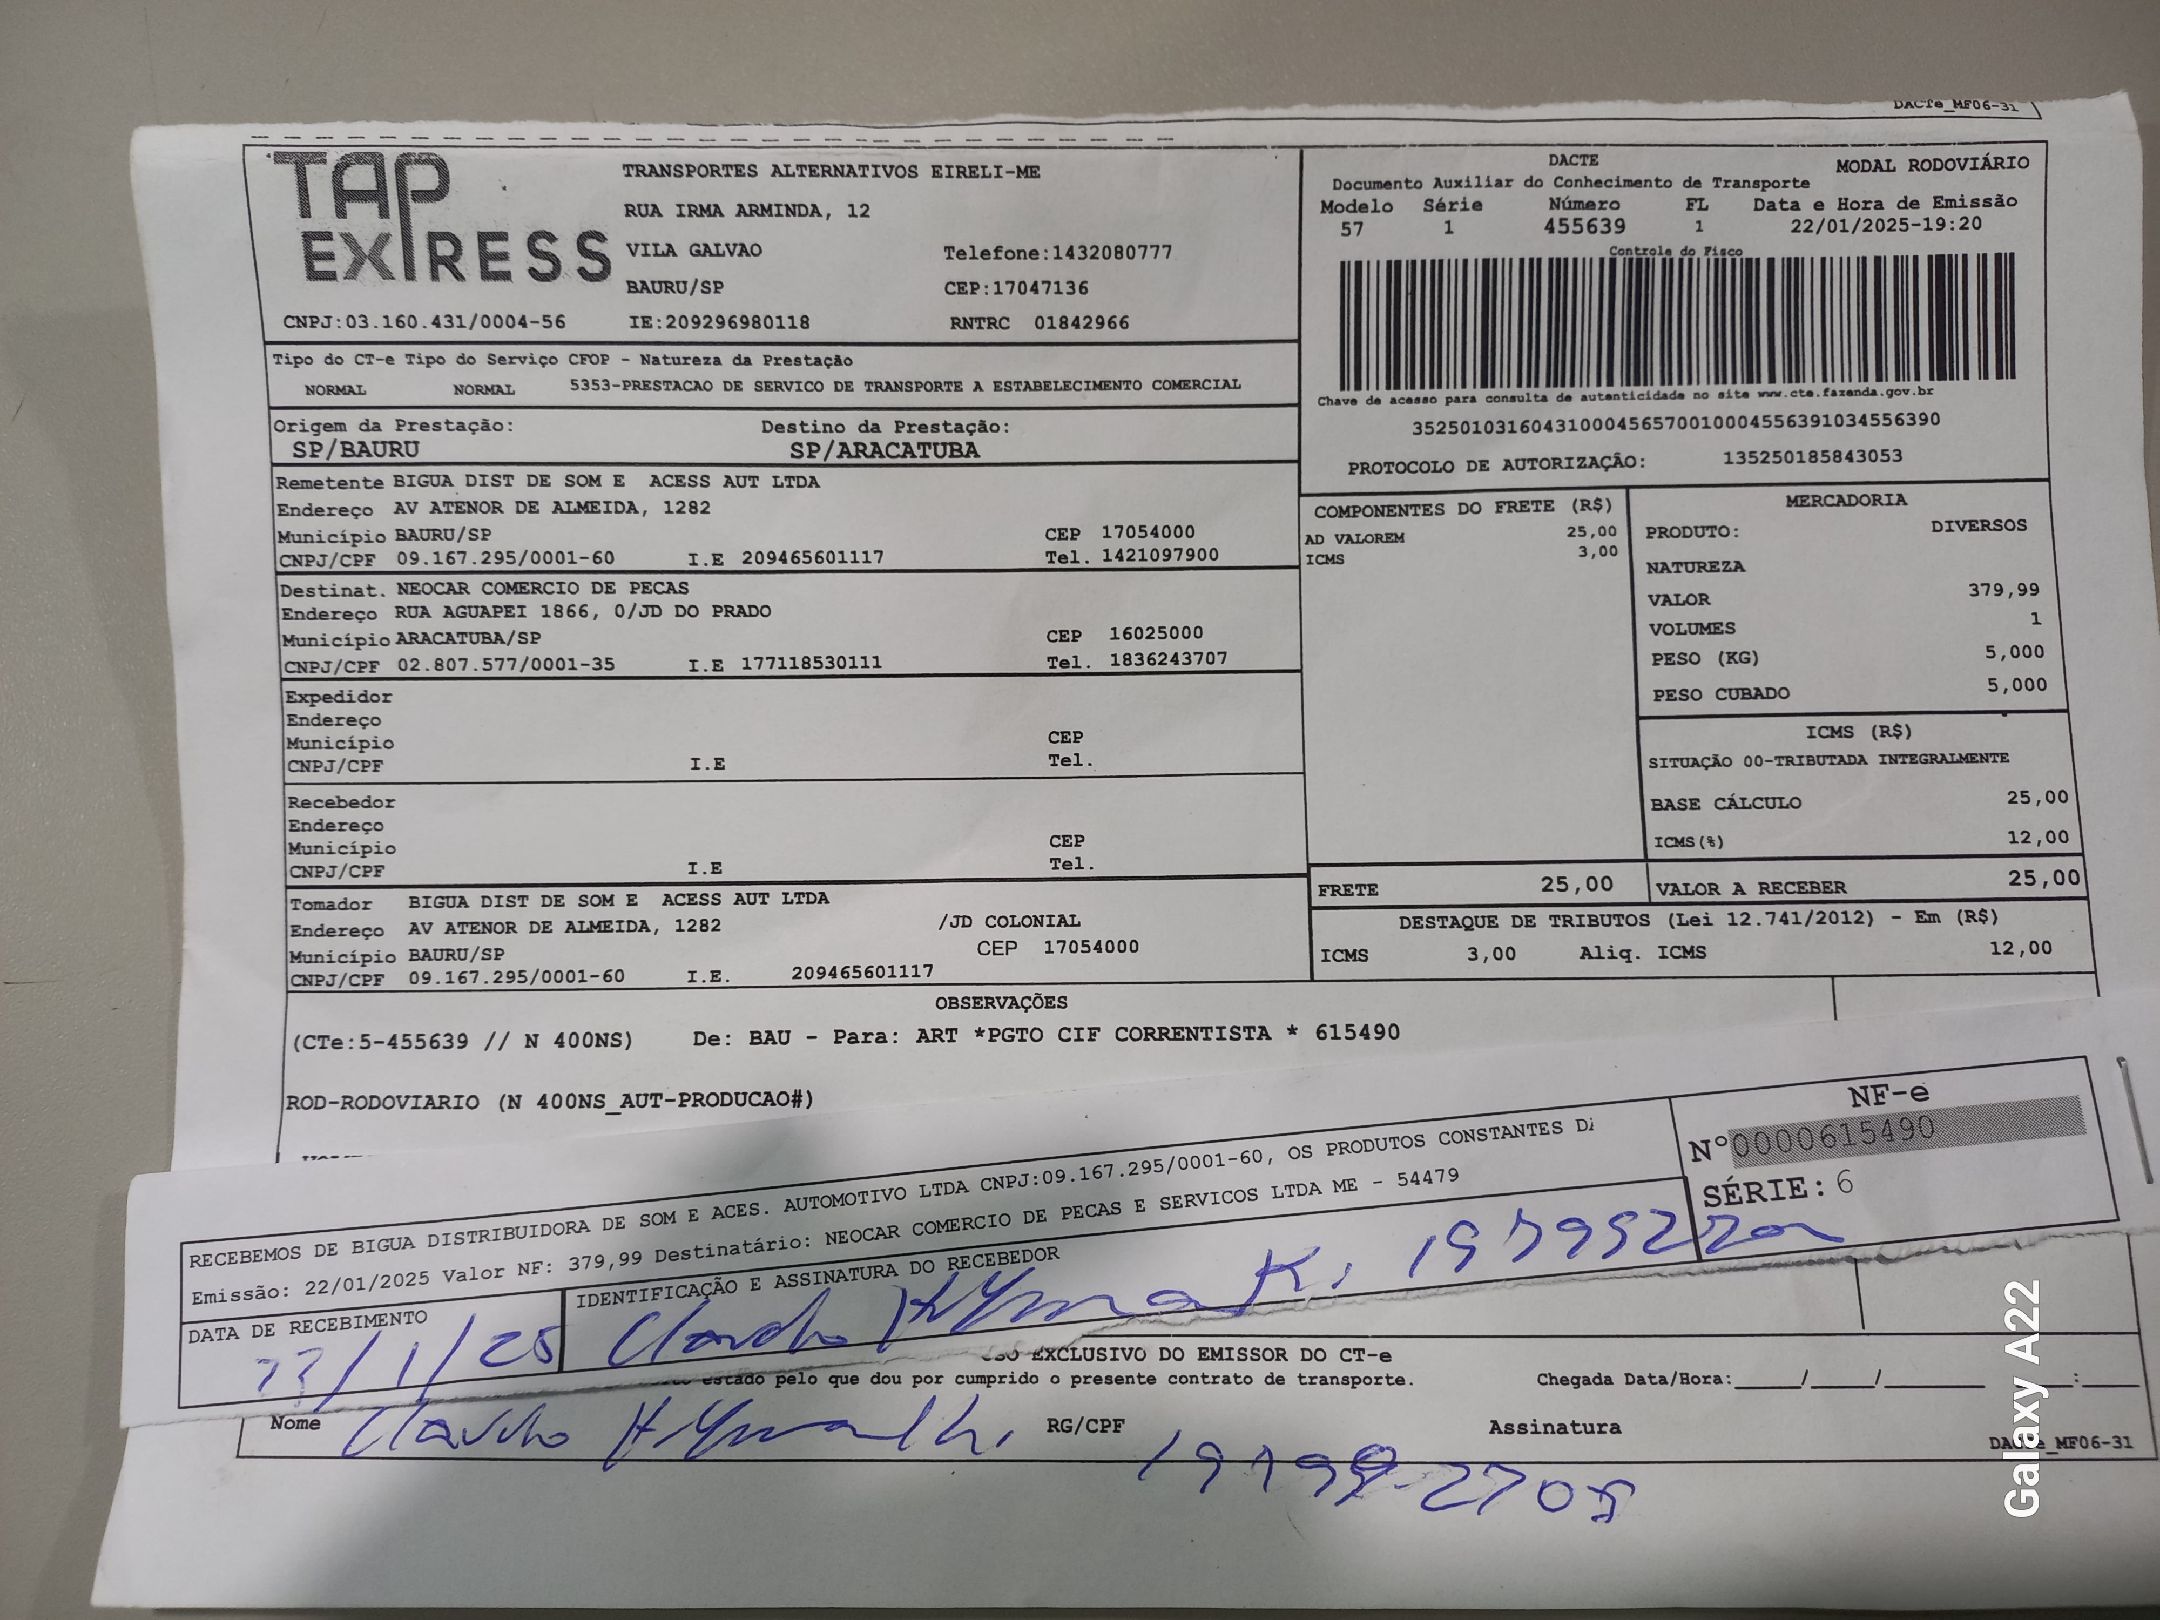 DACTe_MF06-31
TAP EXPRESS
TRANSPORTES ALTERNATIVOS EIRELI-ME
RUA IRMA ARMINDA, 12
VILA GALVAO Telefone:1432080777
BAURU/SP CEP:17047136
CNPJ:03.160.431/0004-56 IE:209296980118 RNTRC 01842966
DACTE MODAL RODOVIÁRIO
Documento Auxiliar do Conhecimento de Transporte
Modelo Série Número FL Data e Hora de Emissão
57 1 455639 1 22/01/2025-19:20
Controle do Fisco
Chave de acesso para consulta de autenticidade no site www.cte.fazenda.gov.br
35250103160431000456570010004556391034556390
PROTOCOLO DE AUTORIZAÇÃO: 135250185843053
Tipo do CT-e Tipo do Serviço CFOP - Natureza da Prestação
NORMAL NORMAL 5353-PRESTACAO DE SERVICO DE TRANSPORTE A ESTABELECIMENTO COMERCIAL
Origem da Prestação: Destino da Prestação:
SP/BAURU SP/ARACATUBA
Remetente BIGUA DIST DE SOM E ACESS AUT LTDA
Endereço AV ATENOR DE ALMEIDA, 1282
Município BAURU/SP CEP 17054000
CNPJ/CPF 09.167.295/0001-60 I.E 209465601117 Tel. 1421097900
Destinat. NEOCAR COMERCIO DE PECAS
Endereço RUA AGUAPEI 1866, 0/JD DO PRADO
Município ARACATUBA/SP CEP 16025000
CNPJ/CPF 02.807.577/0001-35 I.E 177118530111 Tel. 1836243707
Expedidor
Endereço
Município CEP
CNPJ/CPF I.E Tel.
Recebedor
Endereço
Município CEP
CNPJ/CPF I.E Tel.
Tomador BIGUA DIST DE SOM E ACESS AUT LTDA
Endereço AV ATENOR DE ALMEIDA, 1282 /JD COLONIAL
Município BAURU/SP CEP 17054000
CNPJ/CPF 09.167.295/0001-60 I.E. 209465601117
COMPONENTES DO FRETE (R$)
AD VALOREM 25,00
ICMS 3,00
MERCADORIA
PRODUTO: DIVERSOS
NATUREZA
VALOR 379,99
VOLUMES 1
PESO (KG) 5,000
PESO CUBADO 5,000
ICMS (R$)
SITUAÇÃO 00-TRIBUTADA INTEGRALMENTE
BASE CÁLCULO 25,00
ICMS(%) 12,00
FRETE 25,00 VALOR A RECEBER 25,00
DESTAQUE DE TRIBUTOS (Lei 12.741/2012) - Em (R$)
ICMS 3,00 Aliq. ICMS 12,00
OBSERVAÇÕES
(CTe:5-455639 // N 400NS) De: BAU - Para: ART *PGTO CIF CORRENTISTA * 615490
ROD-RODOVIARIO (N 400NS_AUT-PRODUCAO#)
RECEBEMOS DE BIGUA DISTRIBUIDORA DE SOM E ACES. AUTOMOTIVO LTDA CNPJ:09.167.295/0001-60, OS PRODUTOS CONSTANTES
Emissão: 22/01/2025 Valor NF: 379,99 Destinatário: NEOCAR COMERCIO DE PECAS E SERVICOS LTDA ME - 54479
DATA DE RECEBIMENTO IDENTIFICAÇÃO E ASSINATURA DO RECEBEDOR
/1/25 Claudio
NF-e
Nº0000615490
SÉRIE: 6
EXCLUSIVO DO EMISSOR DO CT-e
estado pelo que dou por cumprido o presente contrato de transporte. Chegada Data/Hora:____/____/______ :____
Nome Claudio RG/CPF Assinatura
DACTe_MF06-31
Galaxy A22